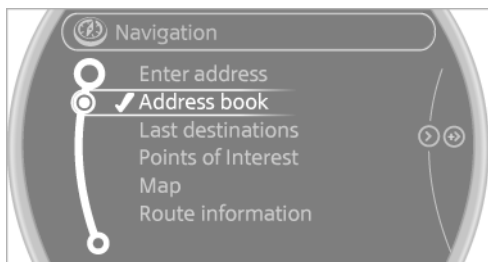 Navigation
Enter address
Address book
Last destinations
Points of Interest
Map
Route information